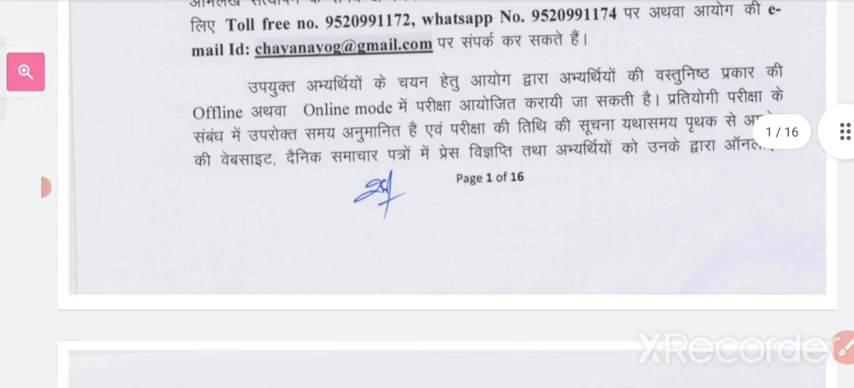 लिए Toll free no. 9520991172, whatsapp No. 9520991174 पर अथवा आयोग की e-
mail Id: chayanayog@gmail.com पर संपर्क कर सकते हैं।
उपयुक्त अभ्यर्थियों के चयन हेतु आयोग द्वारा अभ्यर्थियों की वस्तुनिष्ठ प्रकार की
Offline अथवा Online mode में परीक्षा आयोजित करायी जा सकती है। प्रतियोगी परीक्षा के
संबंध में उपरोक्त समय अनुमानित है एवं परीक्षा की तिथि की सूचना यथासमय पृथक से
1 / 16
की वेबसाइट, दैनिक समाचार पत्रों में प्रेस विज्ञप्ति तथा अभ्यर्थियों को उनके द्वारा
Page 1 of 16
XRecorder